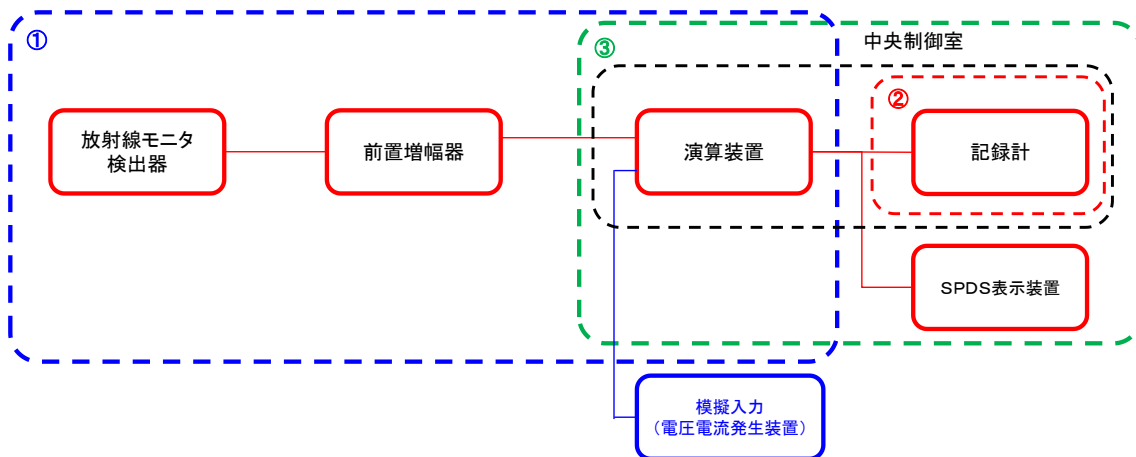 ①
③
中央制御室
②
放射線モニタ
検出器
前置増幅器
演算装置
記録計
SPDS表示装置
模擬入力
(電圧電流発生装置)